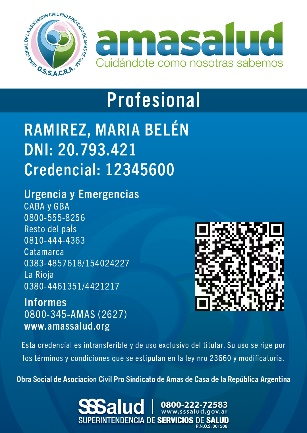 O.S.S.A.C.R.A.
amasalud
Cuidándote como nosotras sabemos
Profesional
RAMIREZ, MARIA BELÉN
DNI: 20.793.421
Credencial: 12345600
Urgencia y Emergencias
CABA y GBA
0800-555-8256
Resto del país
0810-444-4363
Catamarca
0383-4857618/154024227
La Rioja
0380-4461351/4421217
Informes
0800-345-AMAS (2627)
www.amassalud.org
Esta credencial es intransferible y de uso exclusivo del titular. Su uso se rige por
los términos y condiciones que se estipulan en la ley nro 23660 y modificatoria.
Obra Social de Asociacion Civil Pro Sindicato de Amas de Casa de la República Argentina
SSSalud
0800-222-72583
www.sssalud.gov.ar
SUPERINTENDENCIA DE SERVICIOS DE SALUD